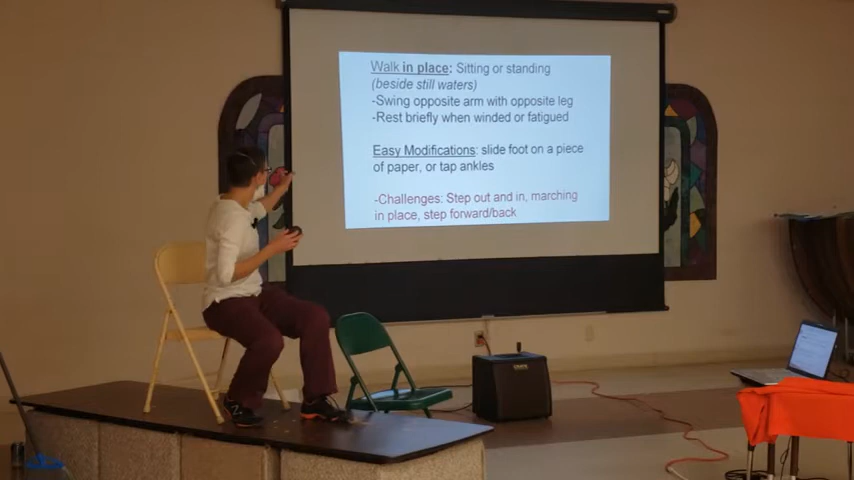 Walk in place: Sitting or standing
(beside still waters)
-Swing opposite arm with opposite leg
-Rest briefly when winded or fatigued
Easy Modifications: slide foot on a piece
of paper, or tap ankles
-Challenges: Step out and in, marching
in place, step forward/back